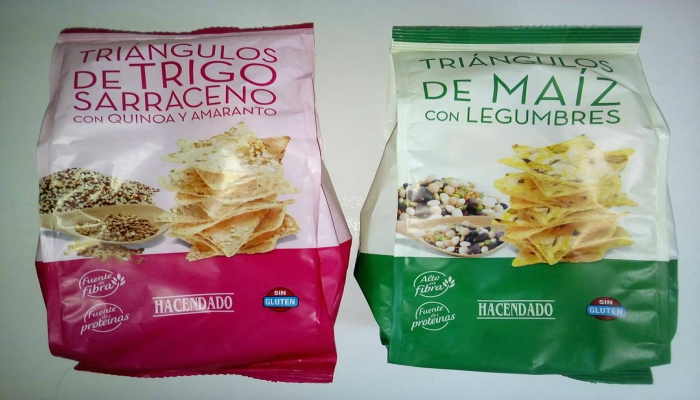 TRIÁNGULOS
DE TRIGO
SARRACENO
CON QUINOA Y AMARANTO
Fuente
de fibra
Fuente
de proteínas
HACENDADO
SIN
GLUTEN
TRIÁNGULOS
DE MAÍZ
CON LEGUMBRES
Alto en
fibra
Fuente
de proteínas
HACENDADO
SIN
GLUTEN